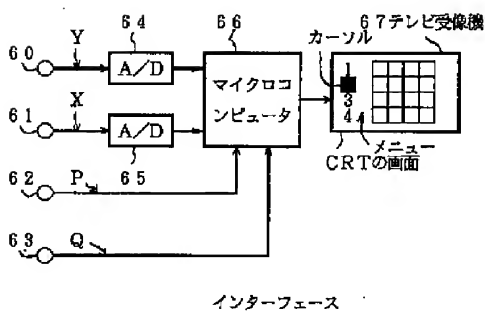 60
Y
64
A/D
66
マイクロコ
ンピュータ
67テレビ受像機
カーソル
1
3
4
メニュー
CRTの画面
61
X
A/D
65
62
P
63
Q
インターフェース